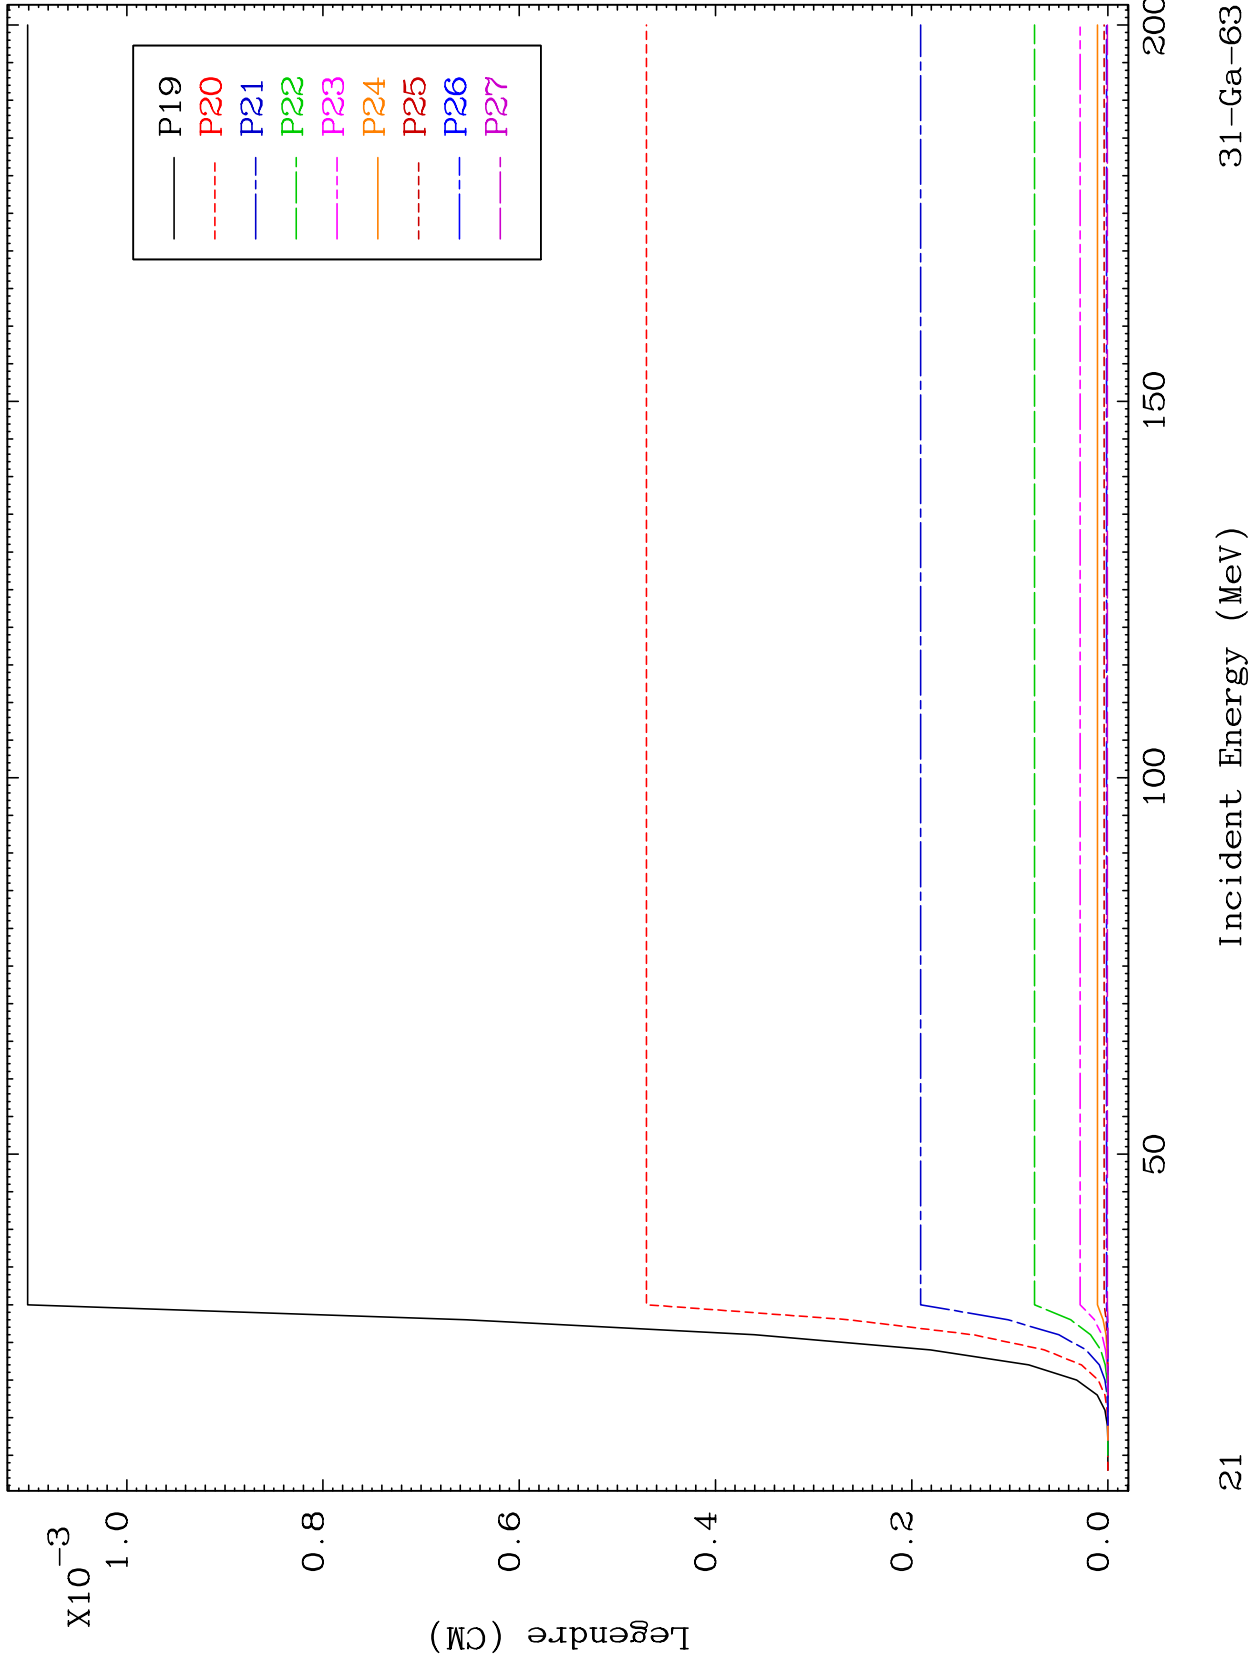 X10-3
1.0
0.8
0.6
0.4
0.2
0.0
Legendre (CM)
P19
P20
P21
P22
P23
P24
P25
P26
P27
50
100
150
200
Incident Energy (MeV)
21
31-Ga-63